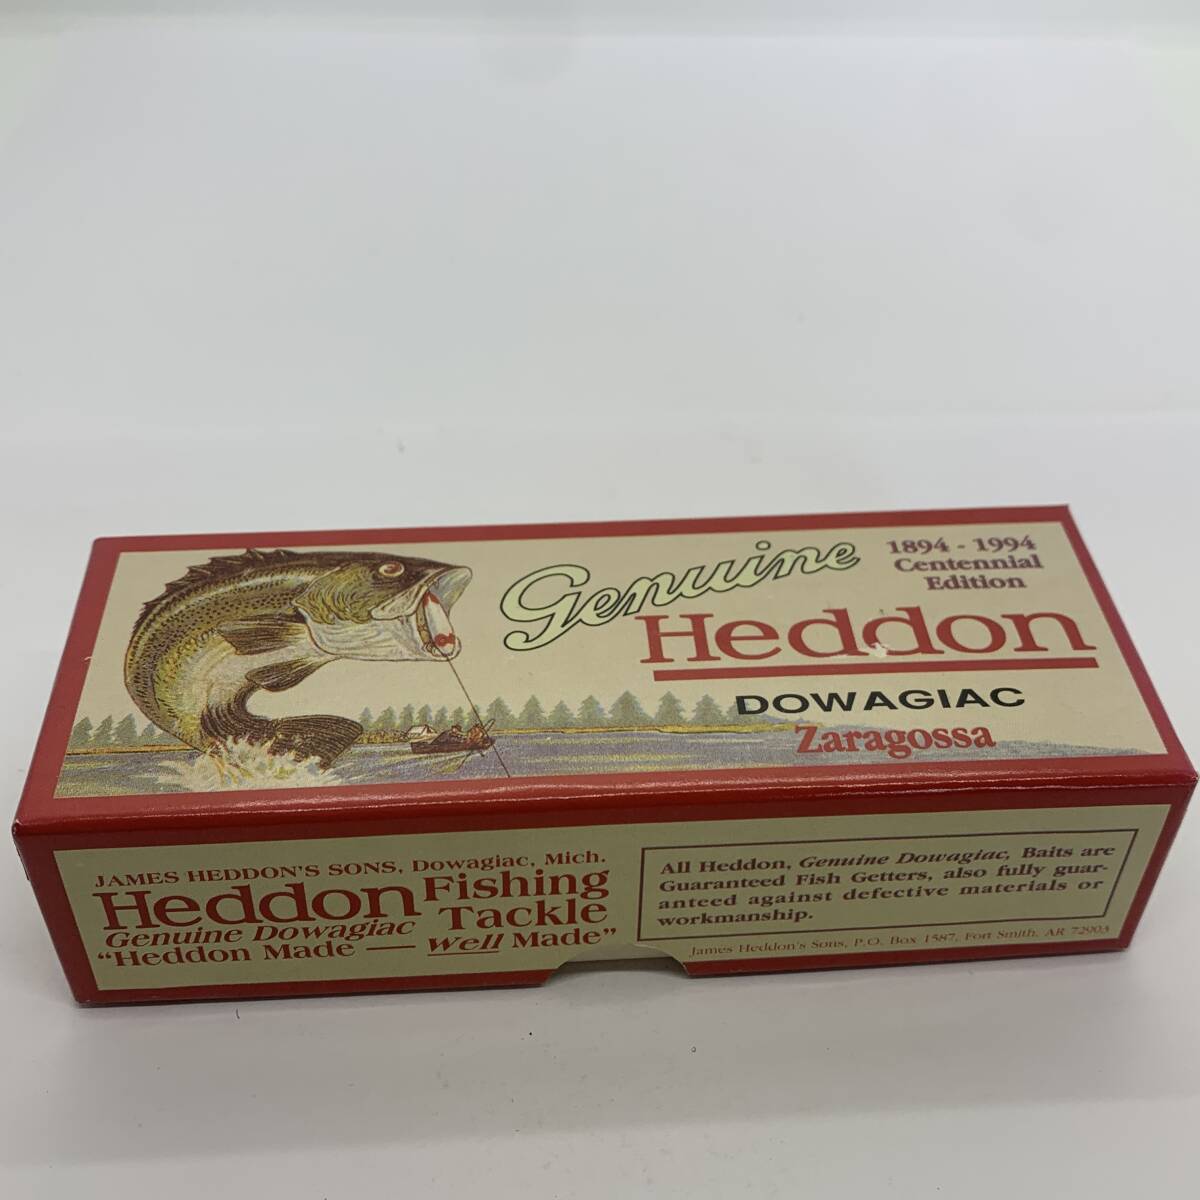 Genuine
1894 - 1994
Centennial
Edition
Heddon
DOWAGIAC
Zaragossa
JAMES HEDDON'S SONS, Dowagiac, Mich.
Heddon Fishing
Tackle
Genuine Dowagiac
"Heddon Made — Well Made"
All Heddon, Genuine Dowagiac, Baits are
Guaranteed Fish Getters, also fully guar-
anteed against defective materials or
workmanship.
James Heddon's Sons, P.O. Box 1587, Fort Smith, AR 72903